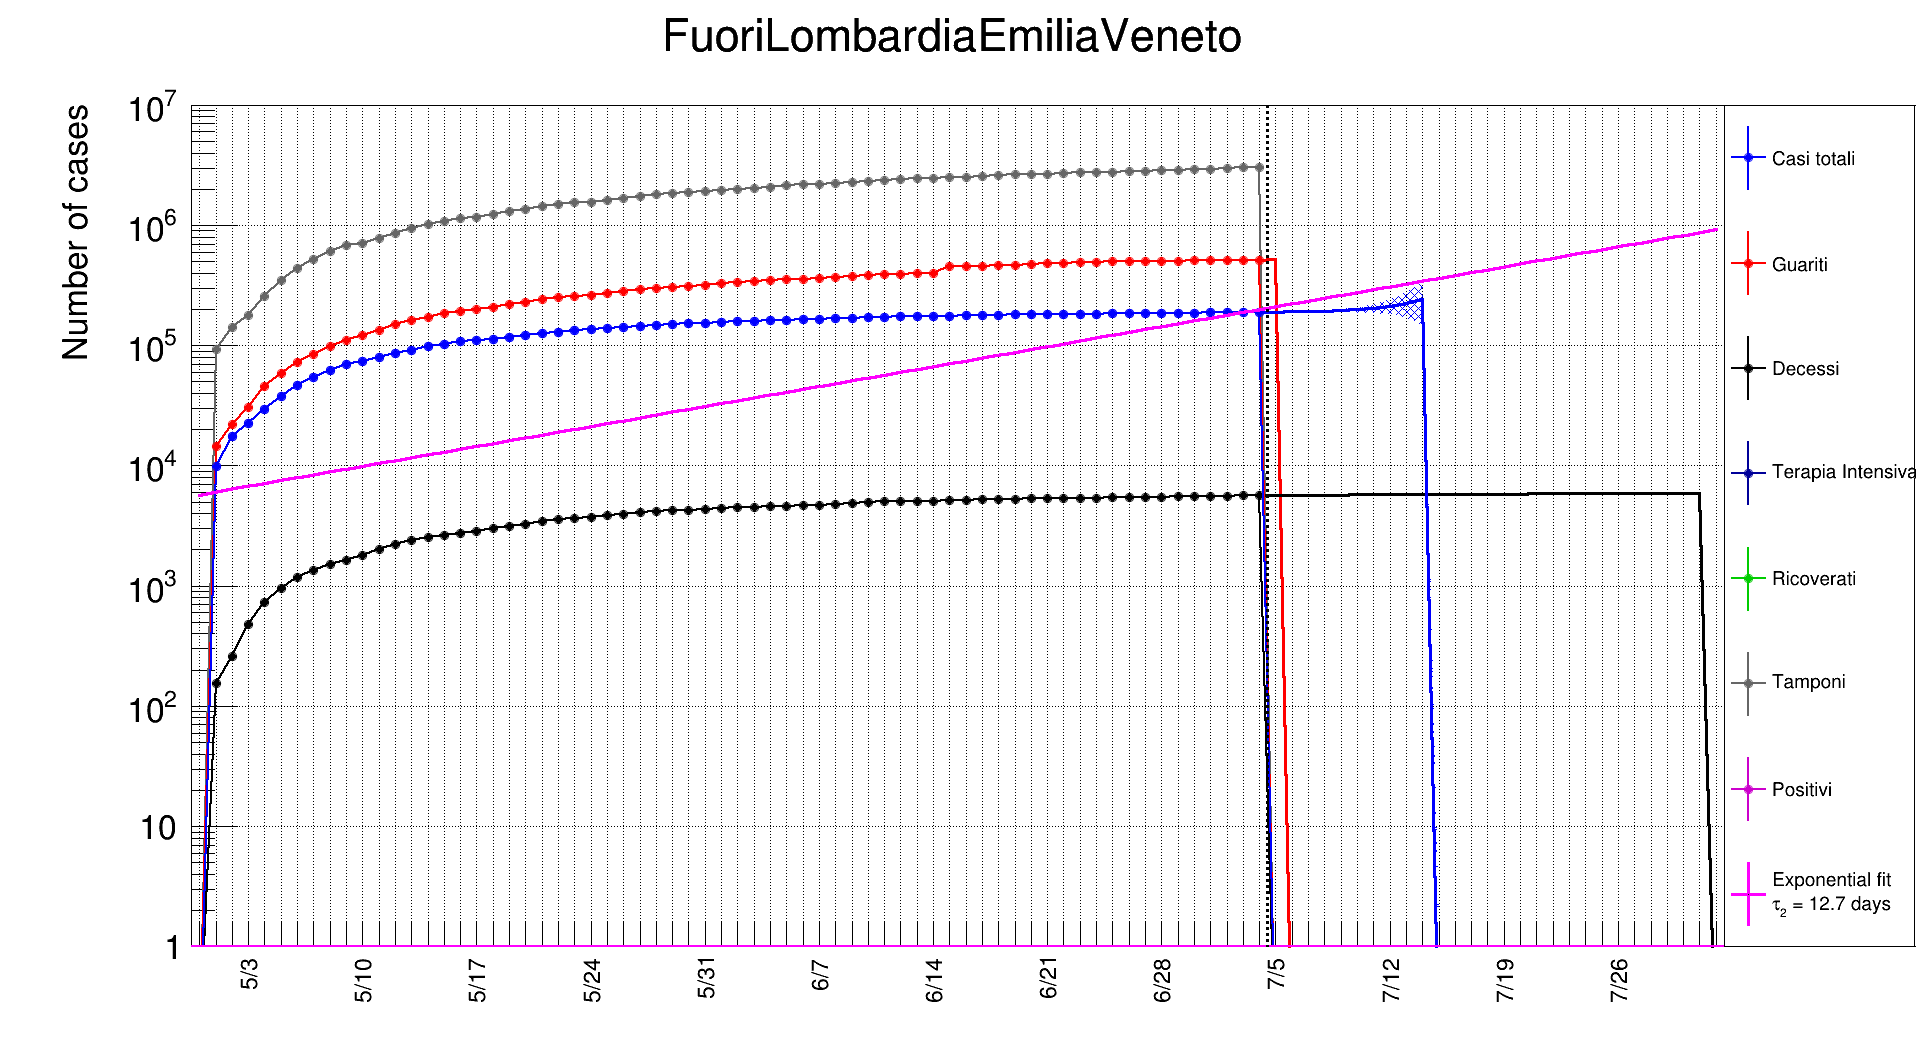 FuoriLombardiaEmiliaVeneto
Number of cases
10^7
10^6
10^5
10^4
10^3
10^2
10
1
5/3
5/10
5/17
5/24
5/31
6/7
6/14
6/21
6/28
7/5
7/12
7/19
7/26
Casi totali
Guariti
Decessi
Terapia Intensiva
Ricoverati
Tamponi
Positivi
Exponential fit
τ_2 = 12.7 days